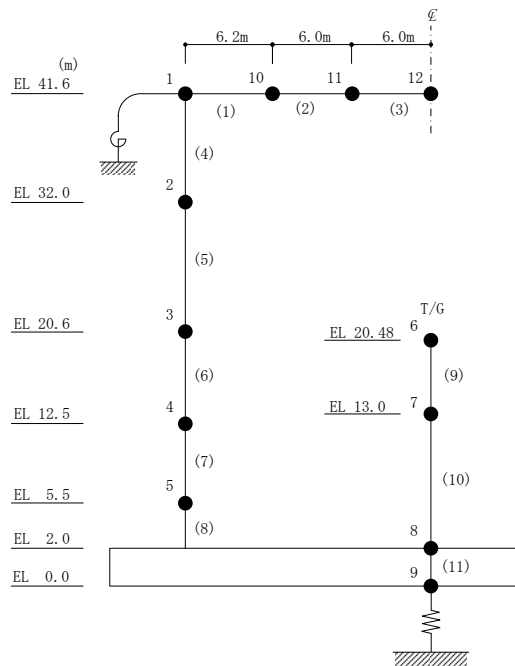 ℄
6.2m 6.0m 6.0m
(m)
EL 41.6 1 10 11 12
(1) (2) (3)
(4)
EL 32.0 2
(5)
T/G
EL 20.6 3
EL 20.48 6
(6) (9)
EL 12.5 4
EL 13.0 7
(7)
(10)
EL 5.5 5
(8)
EL 2.0 8
(11)
EL 0.0 9